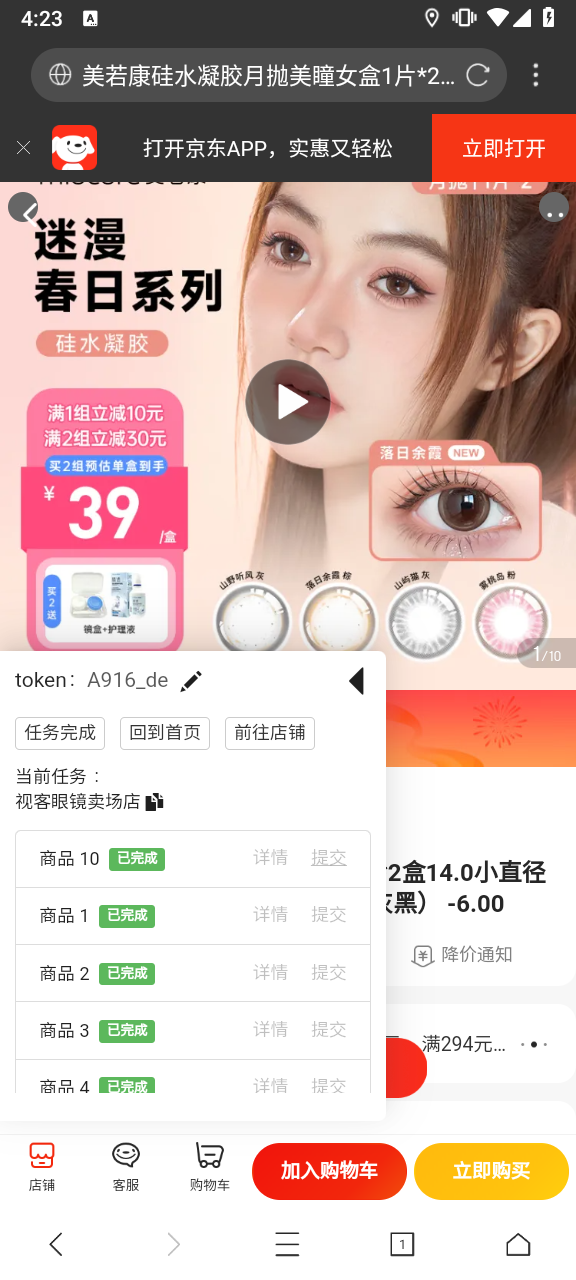 4:23
A
美若康硅水凝胶月抛美瞳女盒1片*2...
打开京东APP，实惠又轻松
立即打开
月抛|1片*2
迷漫
春日系列
硅水凝胶
满1组立减10元
满2组立减30元
买2组预估单盒到手
¥39/盒
买2送
镜盒+护理液
落日余霞 NEW
山野听风 灰
落日余霞 棕
山屿猫 灰
雾桃岛 粉
1/10
token： A916_de
任务完成
回到首页
前往店铺
当前任务：
视客眼镜卖场店
商品 10 已完成 详情 提交
商品 1 已完成 详情 提交
商品 2 已完成 详情 提交
商品 3 已完成 详情 提交
商品 4 已完成 详情 提交
2盒14.0小直径
灰黑） -6.00
降价通知
满294元...
店铺
客服
购物车
加入购物车
立即购买
1